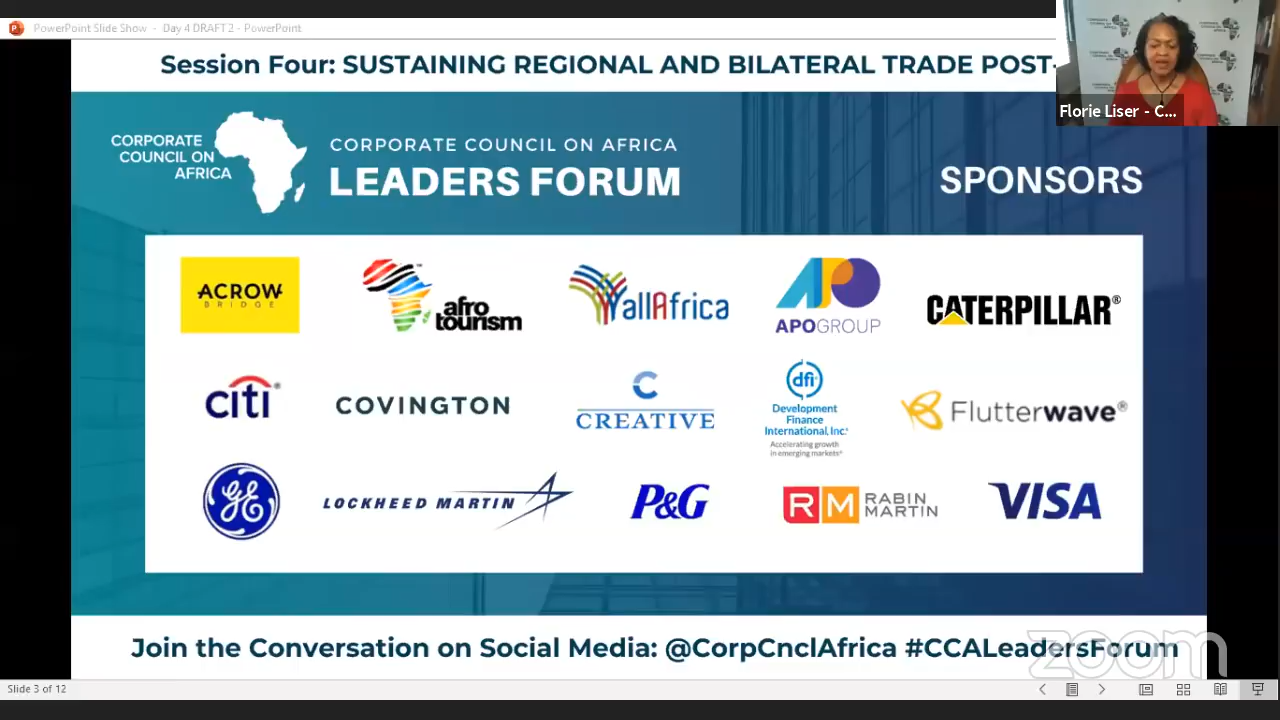 PowerPoint Slide Show - Day 4 DRAFT 2 - PowerPoint
Session Four: SUSTAINING REGIONAL AND BILATERAL TRADE POST-
Florie Liser - C...
CORPORATE
COUNCIL ON
AFRICA
CORPORATE COUNCIL ON AFRICA
LEADERS FORUM
SPONSORS
ACROW
BRIDGE
afro
tourism
allAfrica
APO
APOGROUP
CATERPILLAR®
citi®
COVINGTON
C
CREATIVE
dfi
Development
Finance
International, Inc.
Accelerating growth
in emerging markets
Flutterwave®
GE
LOCKHEED MARTIN
P&G
RM RABIN
MARTIN
VISA
Join the Conversation on Social Media: @CorpCnclAfrica #CCALeadersForum
zoom
Slide 3 of 12